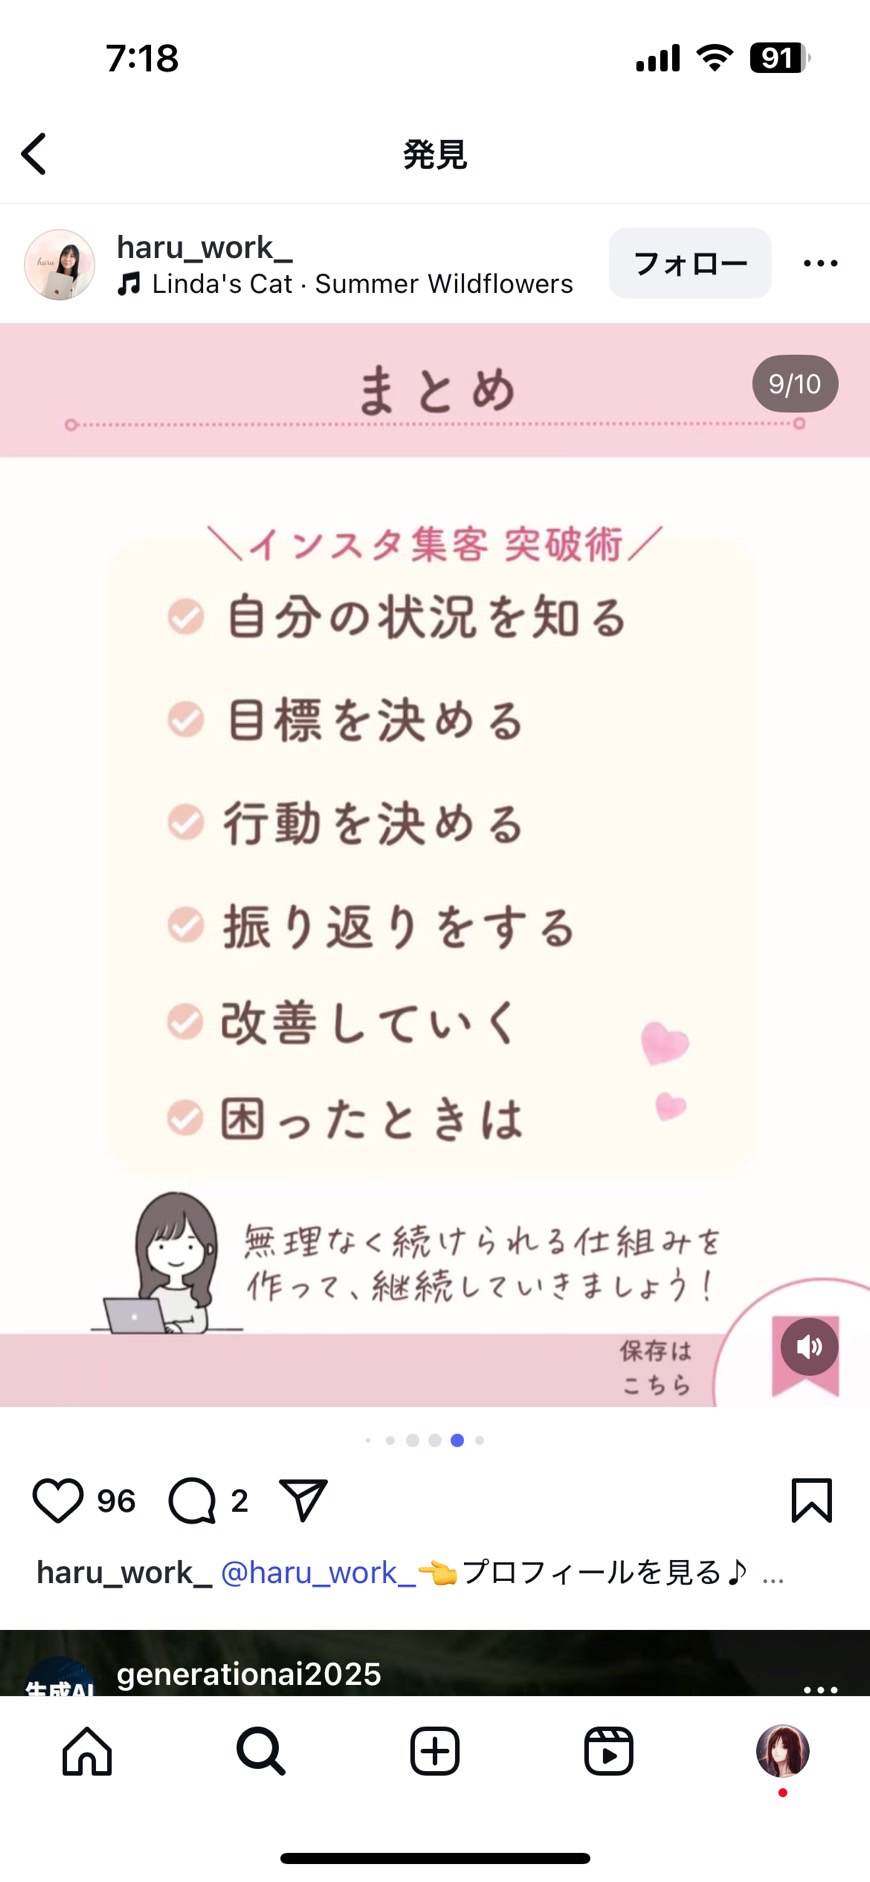 7:18
91
発見
haru
haru_work_
Linda's Cat · Summer Wildflowers
フォロー
まとめ
9/10
＼インスタ集客 突破術／
自分の状況を知る
目標を決める
行動を決める
振り返りをする
改善していく
困ったときは
無理なく続けられる仕組みを
作って、継続していきましょう！
保存は
こちら
96
2
haru_work_ @haru_work_👈プロフィールを見る♪ ...
生成AI
generationai2025